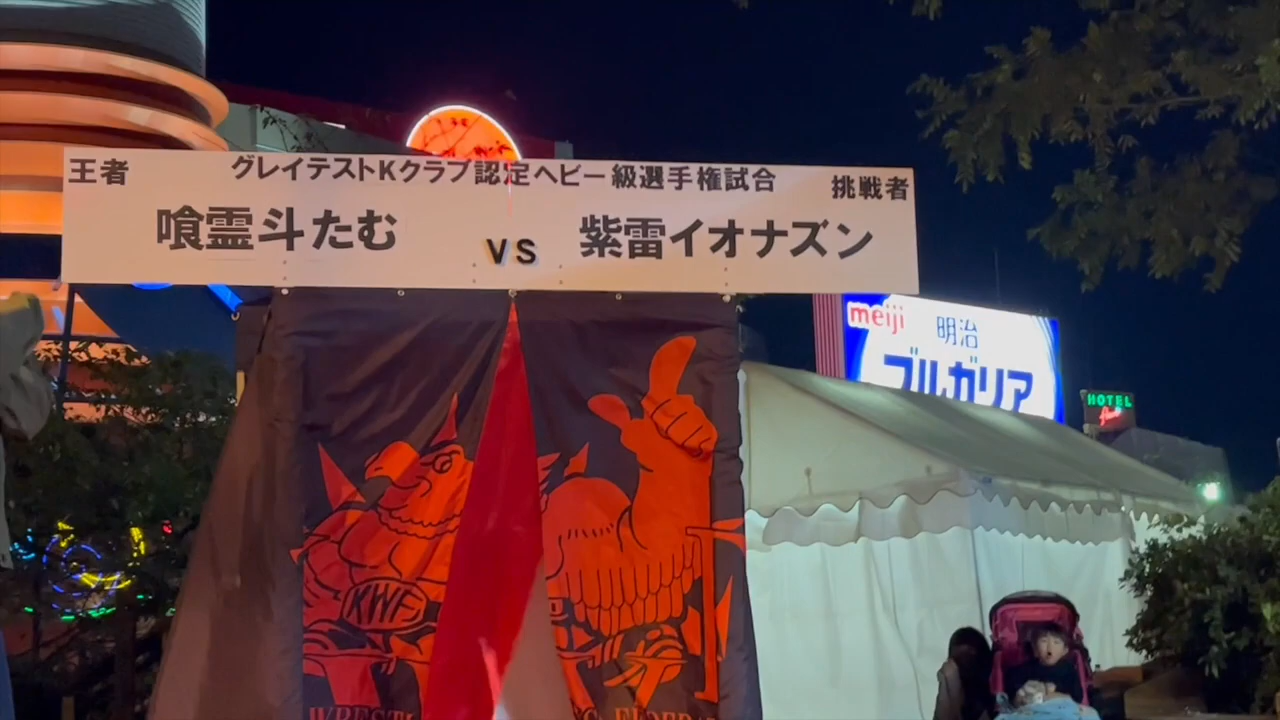 王者
グレイテストKクラブ認定ヘビー級選手権試合
挑戦者
喰霊斗たむ
VS
紫雷イオナズン
meiji
明治
ブルガリア
HOTEL
KWF